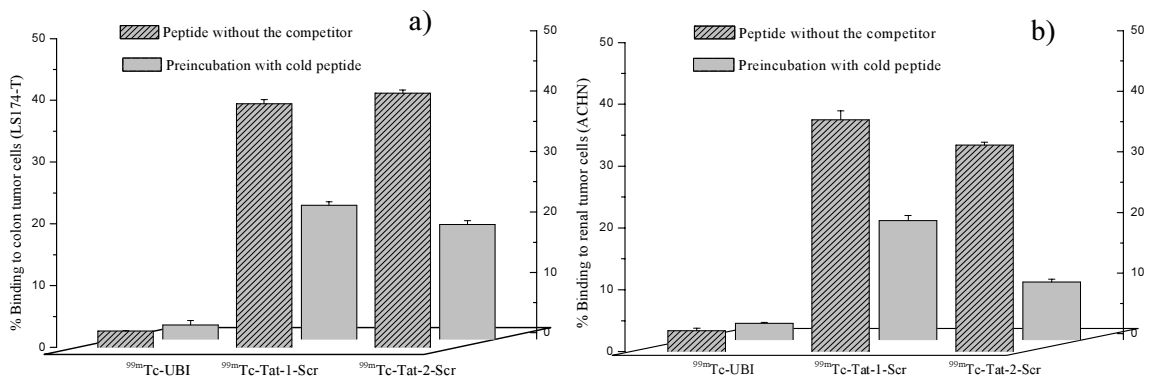 a)
Peptide without the competitor
Preincubation with cold peptide
% Binding to colon tumor cells (LS174-T)
50
40
30
20
10
0
50
40
30
20
10
0
99mTc-UBI
99mTc-Tat-1-Scr
99mTc-Tat-2-Scr
b)
Peptide without the competitor
Preincubation with cold peptide
% Binding to renal tumor cells (ACHN)
50
40
30
20
10
0
50
40
30
20
10
0
99mTc-UBI
99mTc-Tat-1-Scr
99mTc-Tat-2-Scr